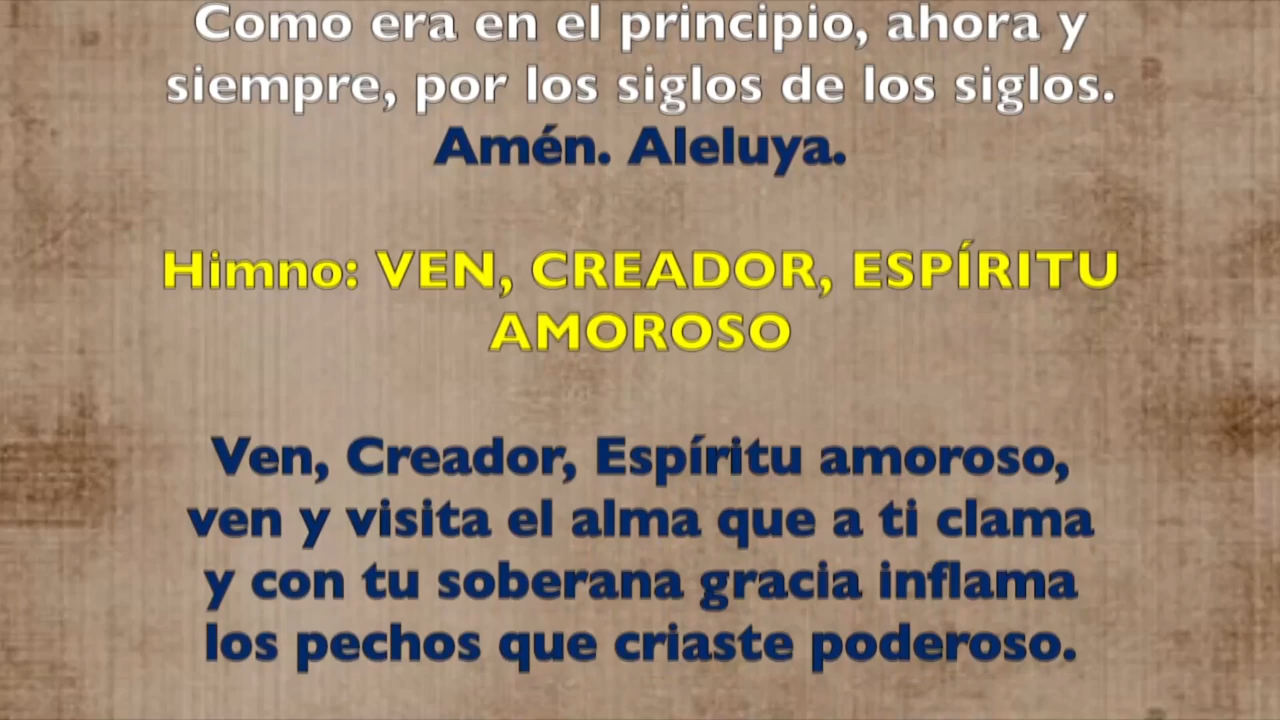 Como era en el principio, ahora y
siempre, por los siglos de los siglos.
Amén. Aleluya.
Himno: VEN, CREADOR, ESPÍRITU
AMOROSO
Ven, Creador, Espíritu amoroso,
ven y visita el alma que a ti clama
y con tu soberana gracia inflama
los pechos que criaste poderoso.